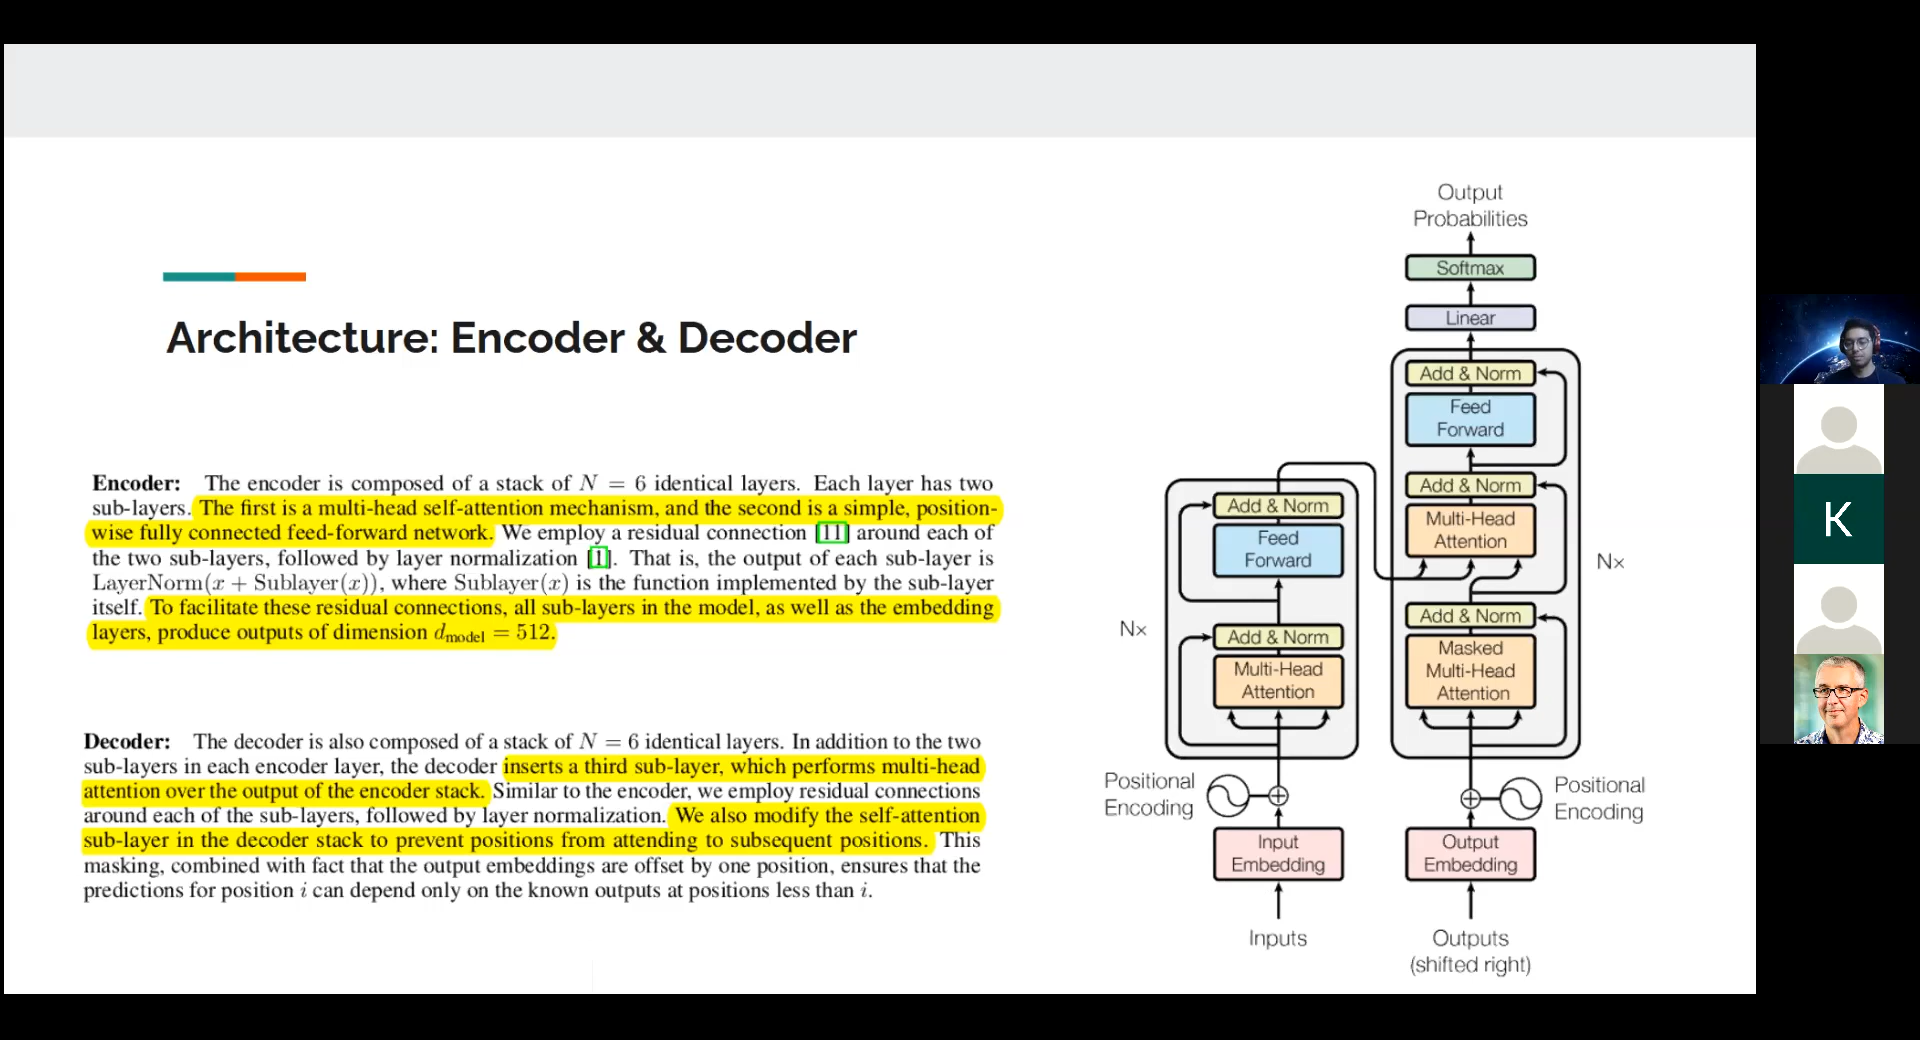 Architecture: Encoder & Decoder
Encoder: The encoder is composed of a stack of N = 6 identical layers. Each layer has two
sub-layers. The first is a multi-head self-attention mechanism, and the second is a simple, position-
wise fully connected feed-forward network. We employ a residual connection [11] around each of
the two sub-layers, followed by layer normalization [1]. That is, the output of each sub-layer is
LayerNorm(x + Sublayer(x)), where Sublayer(x) is the function implemented by the sub-layer
itself. To facilitate these residual connections, all sub-layers in the model, as well as the embedding
layers, produce outputs of dimension dmodel = 512.
Decoder: The decoder is also composed of a stack of N = 6 identical layers. In addition to the two
sub-layers in each encoder layer, the decoder inserts a third sub-layer, which performs multi-head
attention over the output of the encoder stack. Similar to the encoder, we employ residual connections
around each of the sub-layers, followed by layer normalization. We also modify the self-attention
sub-layer in the decoder stack to prevent positions from attending to subsequent positions. This
masking, combined with fact that the output embeddings are offset by one position, ensures that the
predictions for position i can depend only on the known outputs at positions less than i.
Output
Probabilities
Softmax
Linear
Add & Norm
Feed
Forward
Add & Norm
Multi-Head
Attention
N×
Add & Norm
Masked
Multi-Head
Attention
Positional
Encoding
Output
Embedding
Outputs
(shifted right)
Add & Norm
Feed
Forward
N×
Add & Norm
Multi-Head
Attention
Positional
Encoding
Input
Embedding
Inputs
K